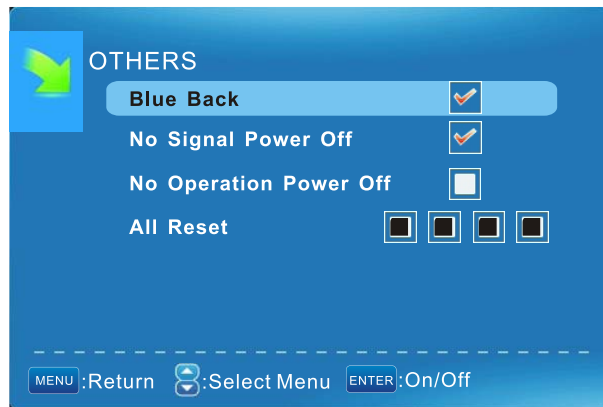 OTHERS
Blue Back
No Signal Power Off
No Operation Power Off
All Reset
MENU :Return :Select Menu ENTER :On/Off